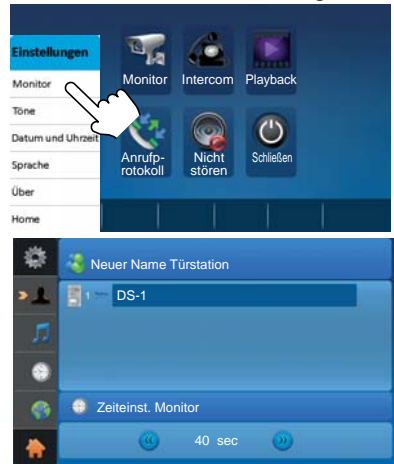 Einstellungen
Monitor
Töne
Datum und Uhrzeit
Sprache
Über
Home
Monitor Intercom Playback
Anrufp-
rotokoll
Nicht
stören
Schließen
Neuer Name Türstation
1 DS-1
Zeiteinst. Monitor
40 sec